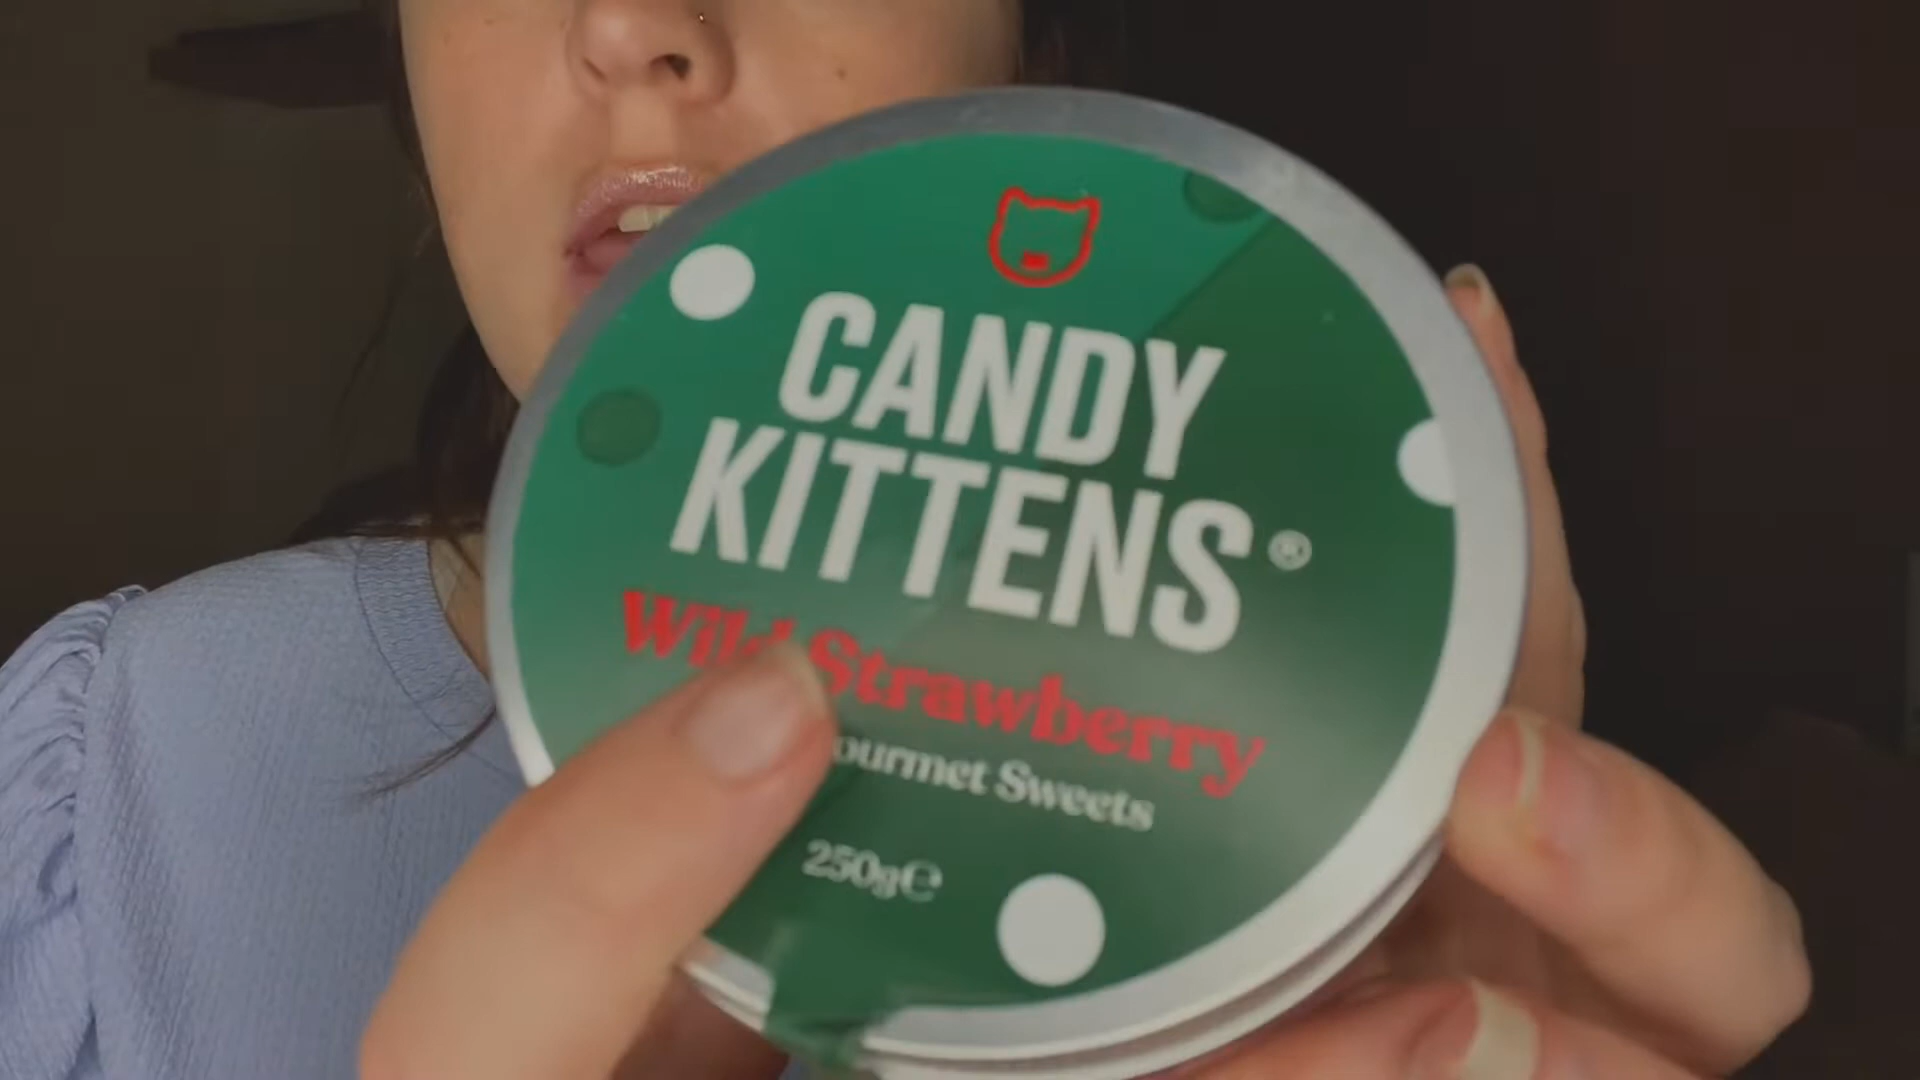 CANDY
KITTENS®
Wild Strawberry
ourmet Sweets
250g℮